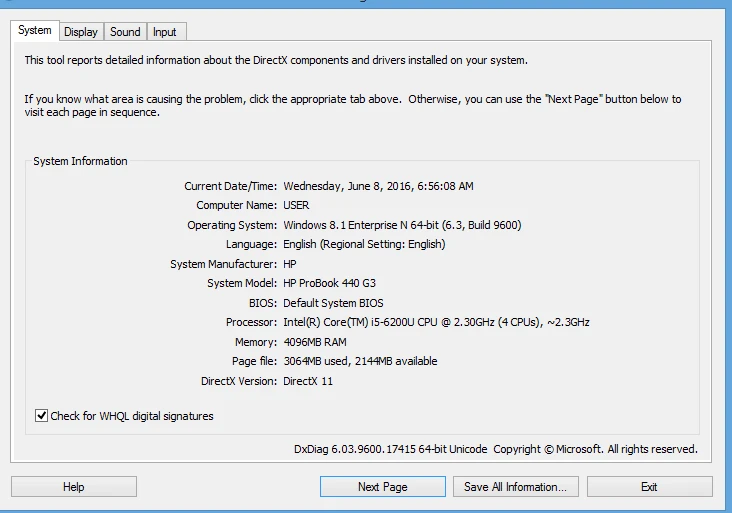 System Display Sound Input
This tool reports detailed information about the DirectX components and drivers installed on your system.
If you know what area is causing the problem, click the appropriate tab above.  Otherwise, you can use the "Next Page" button below to
visit each page in sequence.
System Information
Current Date/Time: Wednesday, June 8, 2016, 6:56:08 AM
Computer Name: USER
Operating System: Windows 8.1 Enterprise N 64-bit (6.3, Build 9600)
Language: English (Regional Setting: English)
System Manufacturer: HP
System Model: HP ProBook 440 G3
BIOS: Default System BIOS
Processor: Intel(R) Core(TM) i5-6200U CPU @ 2.30GHz (4 CPUs), ~2.3GHz
Memory: 4096MB RAM
Page file: 3064MB used, 2144MB available
DirectX Version: DirectX 11
Check for WHQL digital signatures
DxDiag 6.03.9600.17415 64-bit Unicode  Copyright © Microsoft. All rights reserved.
Help Next Page Save All Information... Exit